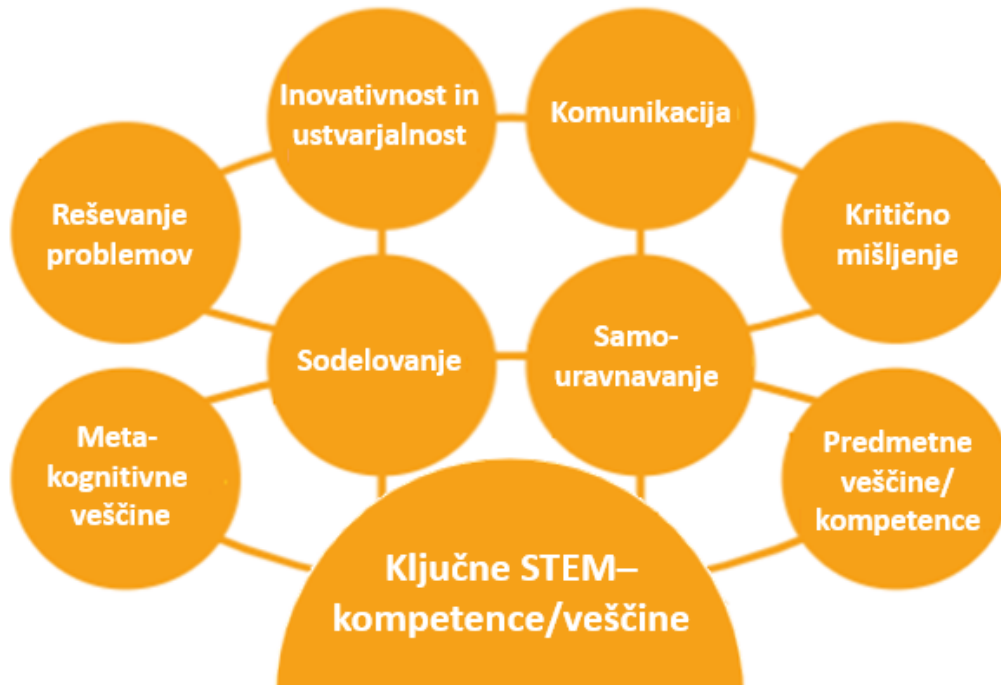 Inovativnost in
ustvarjalnost
Komunikacija
Reševanje
problemov
Kritično
mišljenje
Sodelovanje
Samo-
uravnavanje
Meta-
kognitivne
veščine
Predmetne
veščine/
kompetence
Ključne STEM–
kompetence/veščine